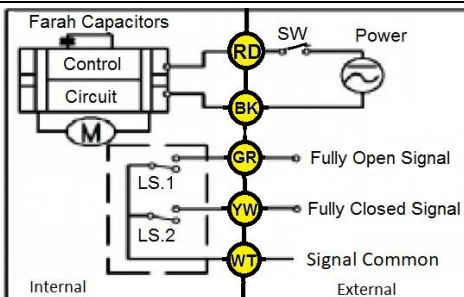 Farah Capacitors
Control
Circuit
M
RD
SW
Power
BK
GR
Fully Open Signal
LS.1
YW
Fully Closed Signal
LS.2
WT
Signal Common
Internal
External